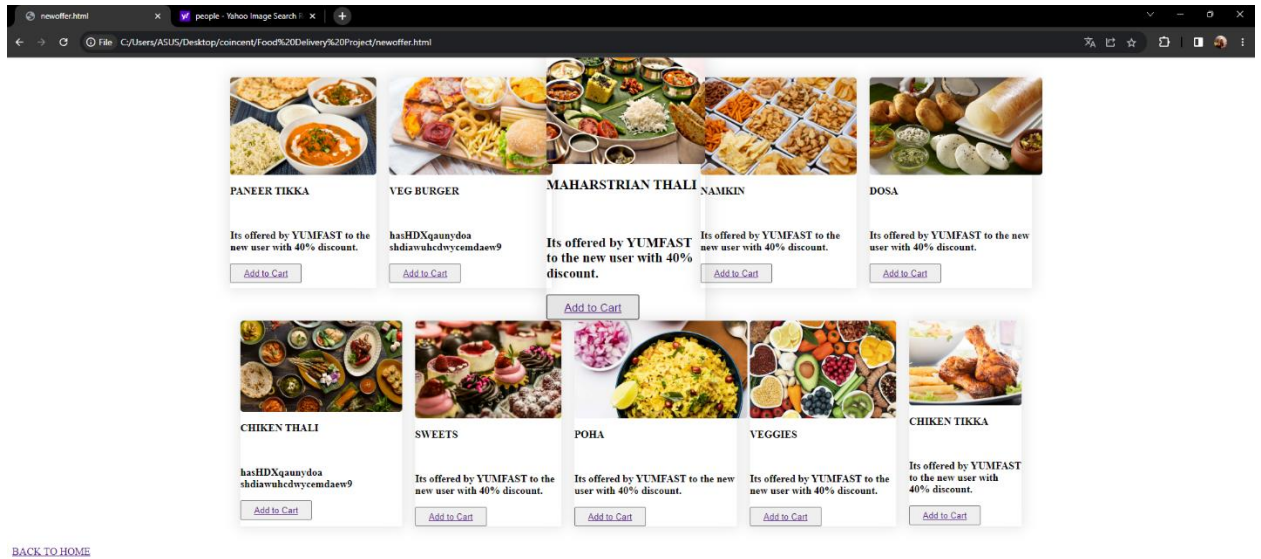 newoffer.html
people - Yahoo Image Search R
File C:/Users/ASUS/Desktop/coincent/Food%20Delivery%20Project/newoffer.html
PANEER TIKKA
Its offered by YUMFAST to the
new user with 40% discount.
Add to Cart
VEG BURGER
hasHDXqaunydoa
shdiawuhcdwycemdaew9
Add to Cart
MAHARSTRIAN THALI
Its offered by YUMFAST
to the new user with 40%
discount.
Add to Cart
NAMKIN
Its offered by YUMFAST to the
new user with 40% discount.
Add to Cart
DOSA
Its offered by YUMFAST to the new
user with 40% discount.
Add to Cart
CHIKEN THALI
hasHDXqaunydoa
shdiawuhcdwycemdaew9
Add to Cart
SWEETS
Its offered by YUMFAST to the
new user with 40% discount.
Add to Cart
POHA
Its offered by YUMFAST to the new
user with 40% discount.
Add to Cart
VEGGIES
Its offered by YUMFAST to the
new user with 40% discount.
Add to Cart
CHIKEN TIKKA
Its offered by YUMFAST
to the new user with
40% discount.
Add to Cart
BACK TO HOME